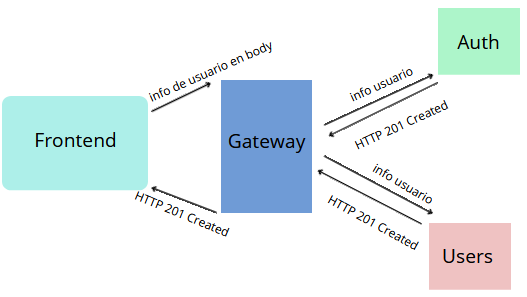 Auth
info de usuario en body
info usuario
HTTP 201 Created
Frontend
Gateway
info usuario
HTTP 201 Created
HTTP 201 Created
Users